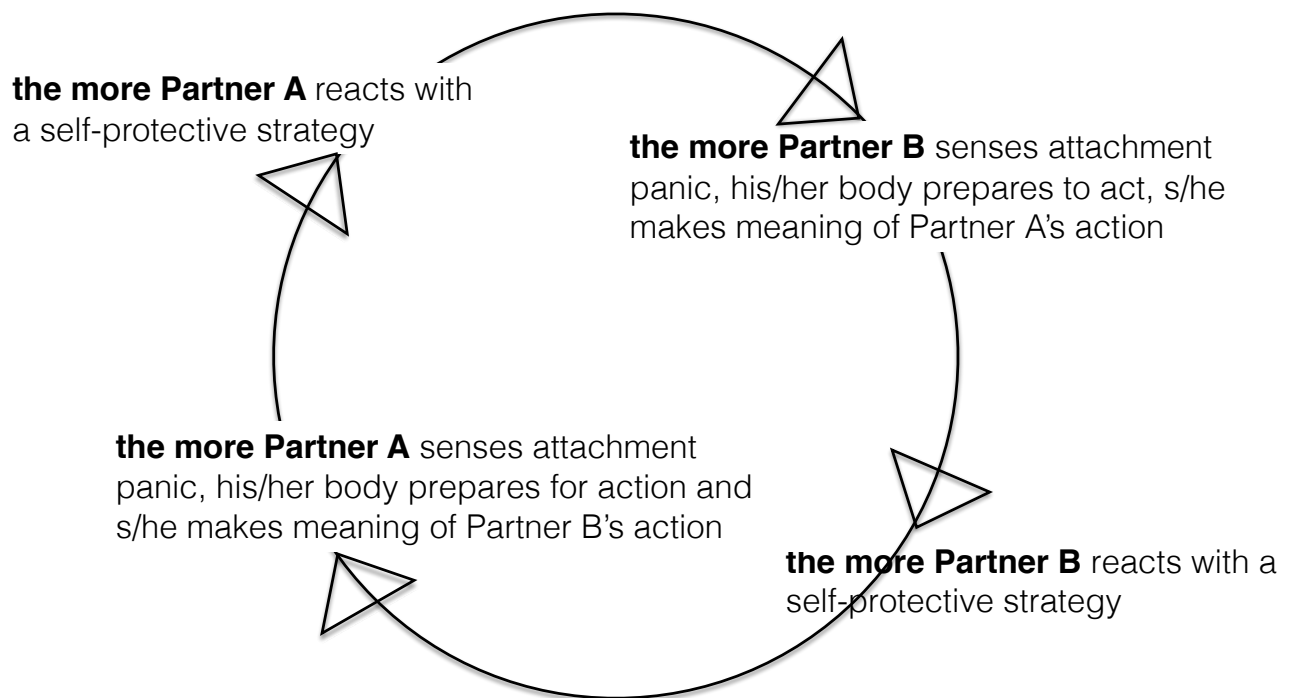 the more Partner A reacts with
a self-protective strategy
the more Partner B senses attachment
panic, his/her body prepares to act, s/he
makes meaning of Partner A’s action
the more Partner A senses attachment
panic, his/her body prepares for action and
s/he makes meaning of Partner B’s action
the more Partner B reacts with a
self-protective strategy